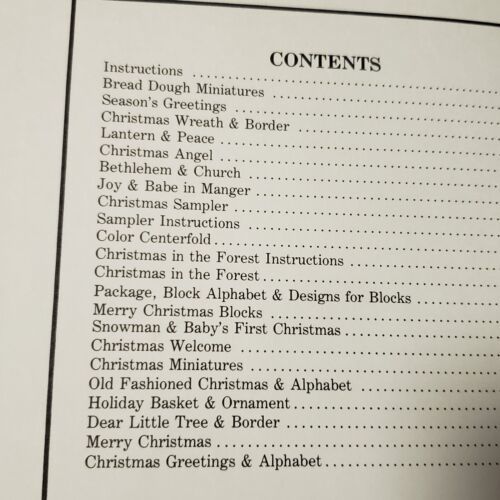 CONTENTS
Instructions ..............................
Bread Dough Miniatures ..............................
Season's Greetings ..............................
Christmas Wreath & Border ..............................
Lantern & Peace ..............................
Christmas Angel ..............................
Bethlehem & Church ..............................
Joy & Babe in Manger ..............................
Christmas Sampler ..............................
Sampler Instructions ..............................
Color Centerfold..............................
Christmas in the Forest Instructions ....................
Christmas in the Forest..............................
Package, Block Alphabet & Designs for Blocks ............
Merry Christmas Blocks ..............................
Snowman & Baby's First Christmas....................
Christmas Welcome ..............................
Christmas Miniatures ..............................
Old Fashioned Christmas & Alphabet ..................
Holiday Basket & Ornament..............................
Dear Little Tree & Border ..............................
Merry Christmas ..............................
Christmas Greetings & Alphabet..............................